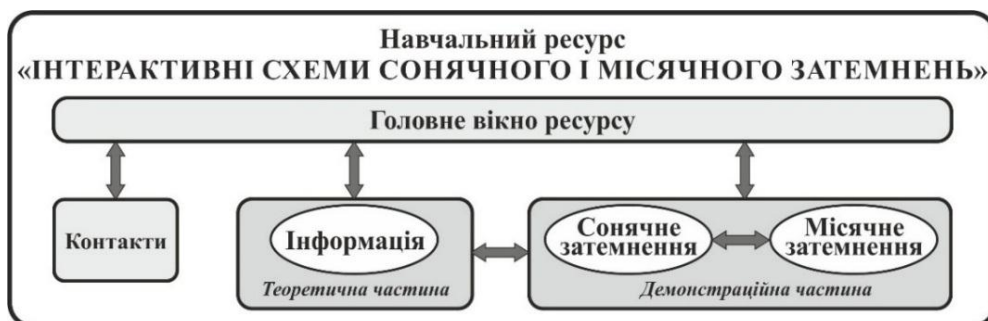 Навчальний ресурс
«ІНТЕРАКТИВНІ СХЕМИ СОНЯЧНОГО І МІСЯЧНОГО ЗАТЕМНЕНЬ»
Головне вікно ресурсу
Контакти
Інформація
Теоретична частина
Сонячне
затемнення
Місячне
затемнення
Демонстраційна частина